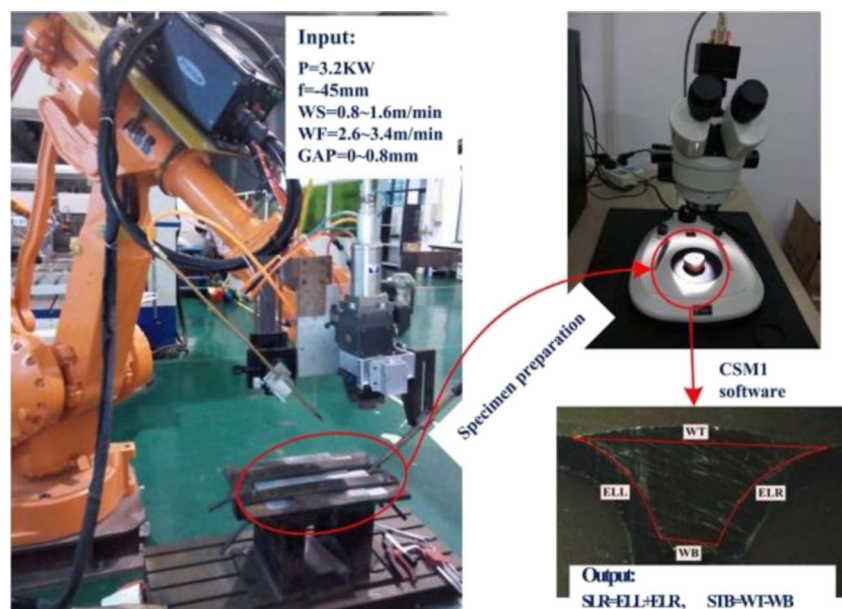 Input:
P=3.2KW
f=-45mm
WS=0.8~1.6m/min
WF=2.6~3.4m/min
GAP=0~0.8mm
ABB
Specimen preparation
CSM1
software
WT
ELL
ELR
WB
Output:
SLR=ELL+ELR, STB=WT-WB